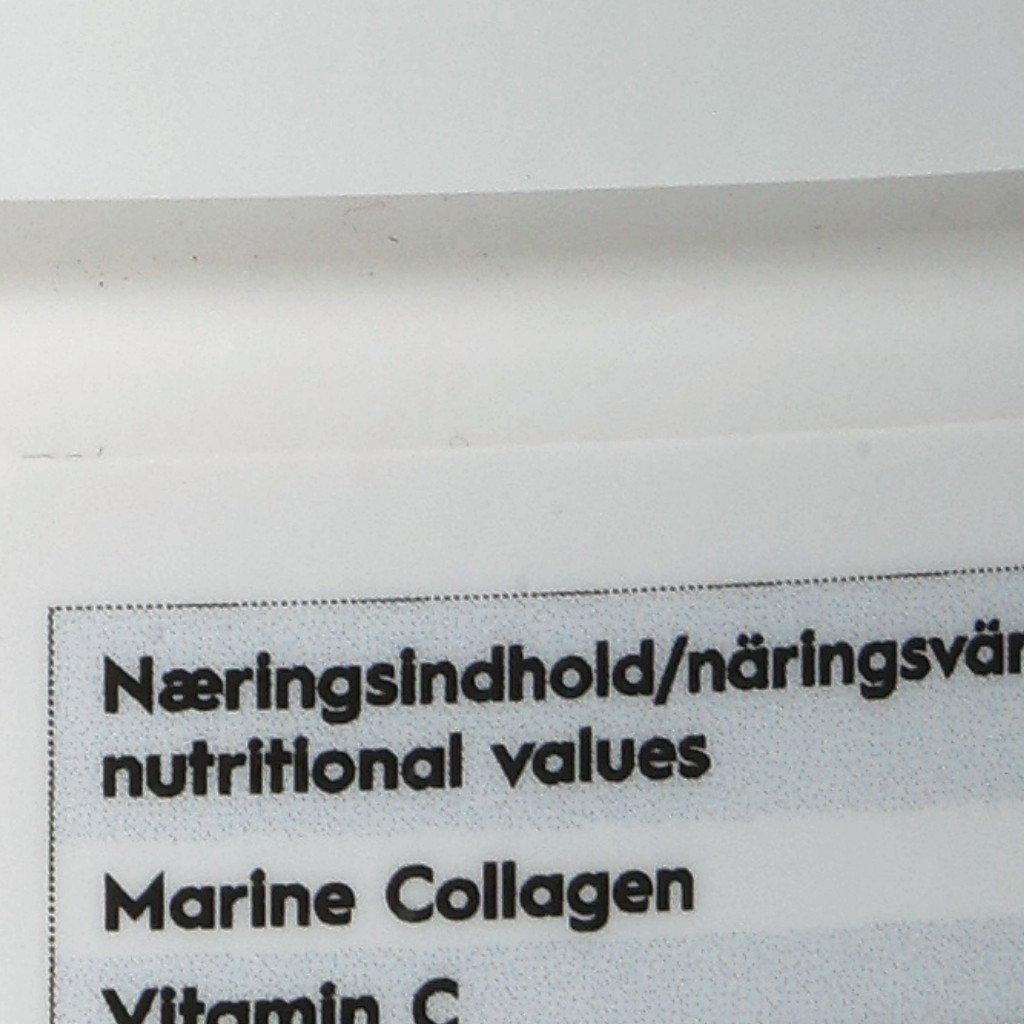 Næringsindhold/näringsvär
nutritional values
Marine Collagen
Vitamin C